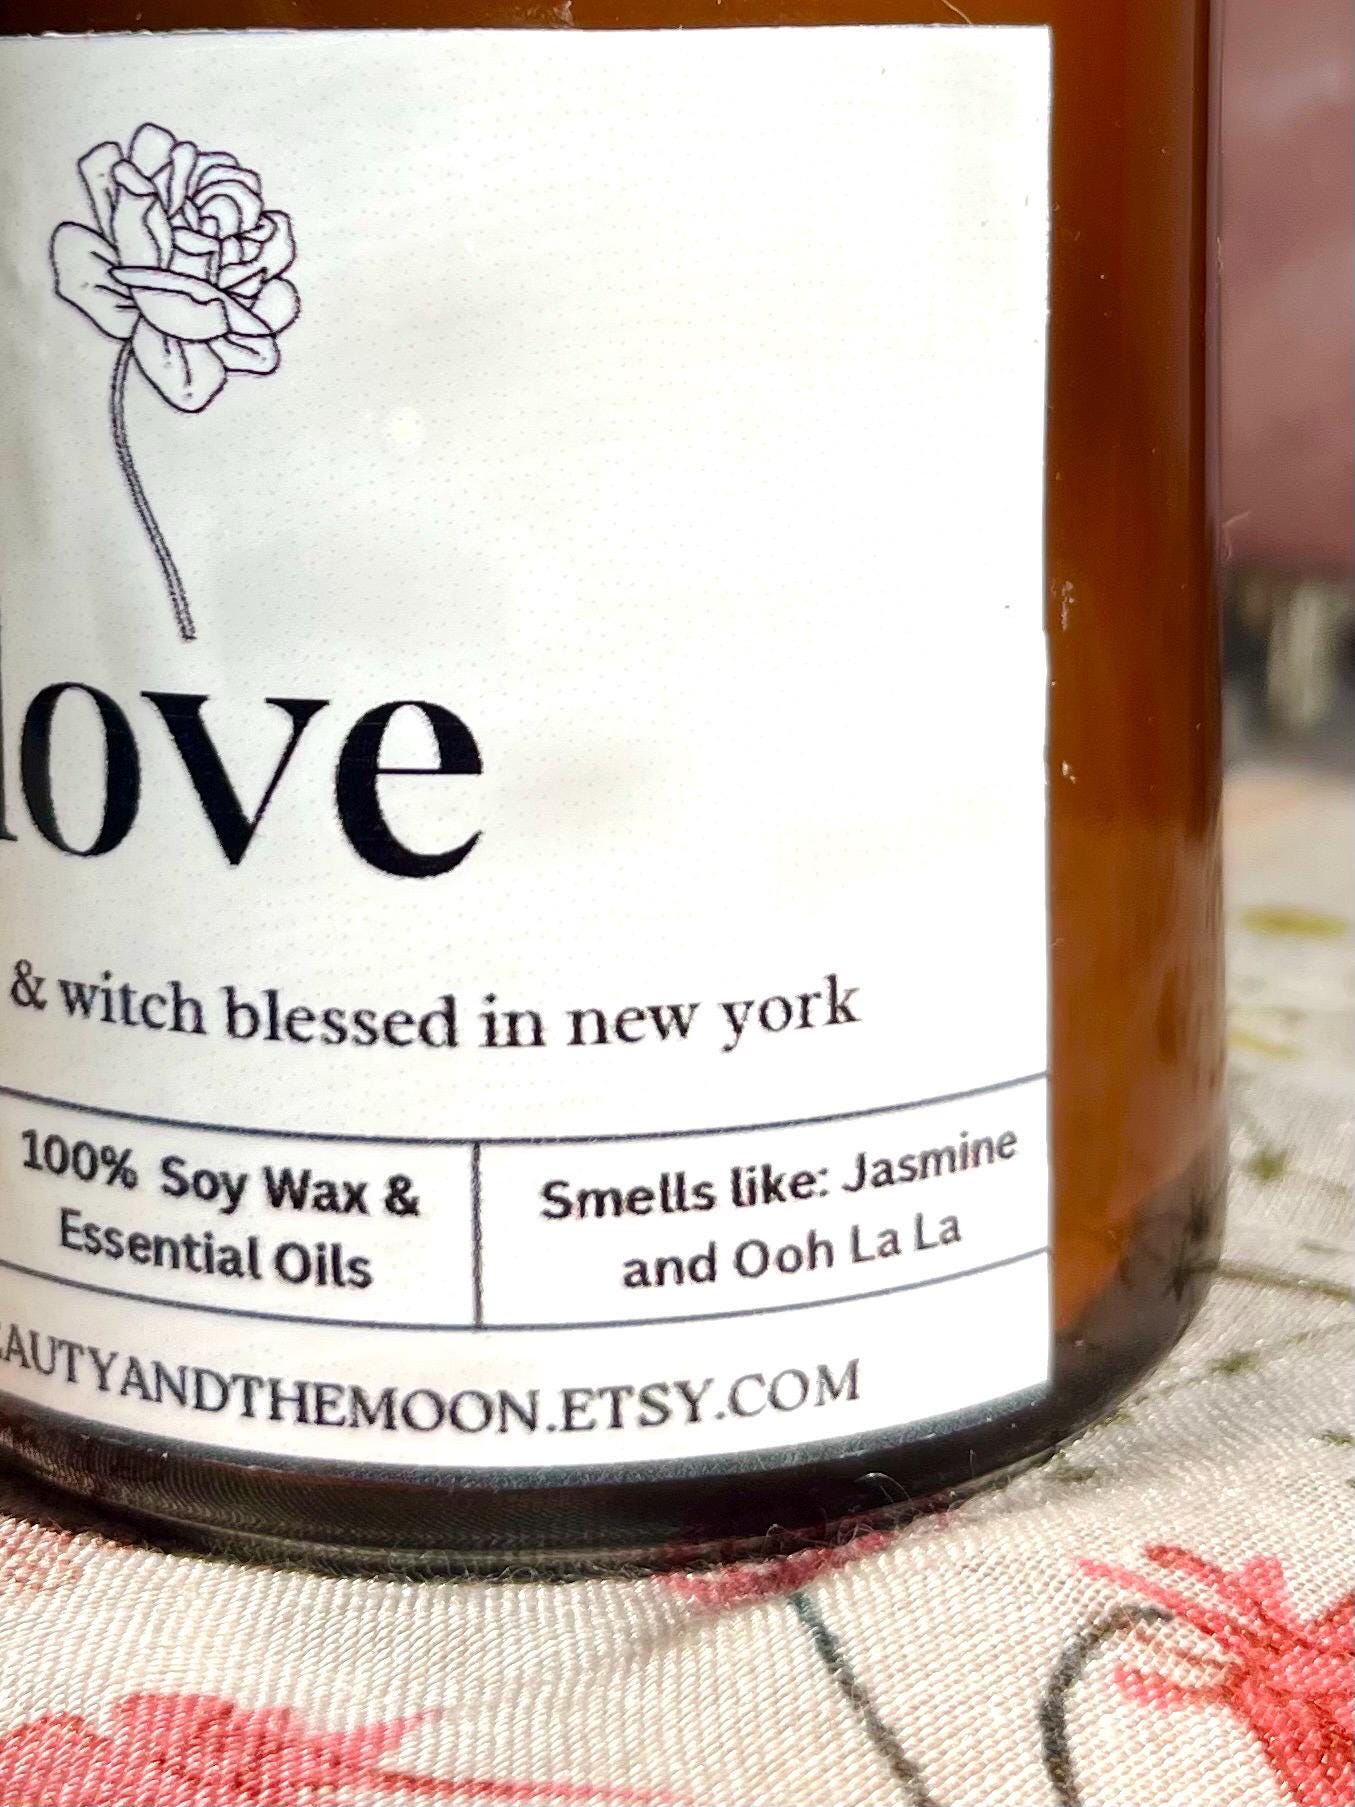 love
& witch blessed in new york
100% Soy Wax &
Essential Oils
Smells like: Jasmine
and Ooh La La
EAUTYANDTHEMOON.ETSY.COM